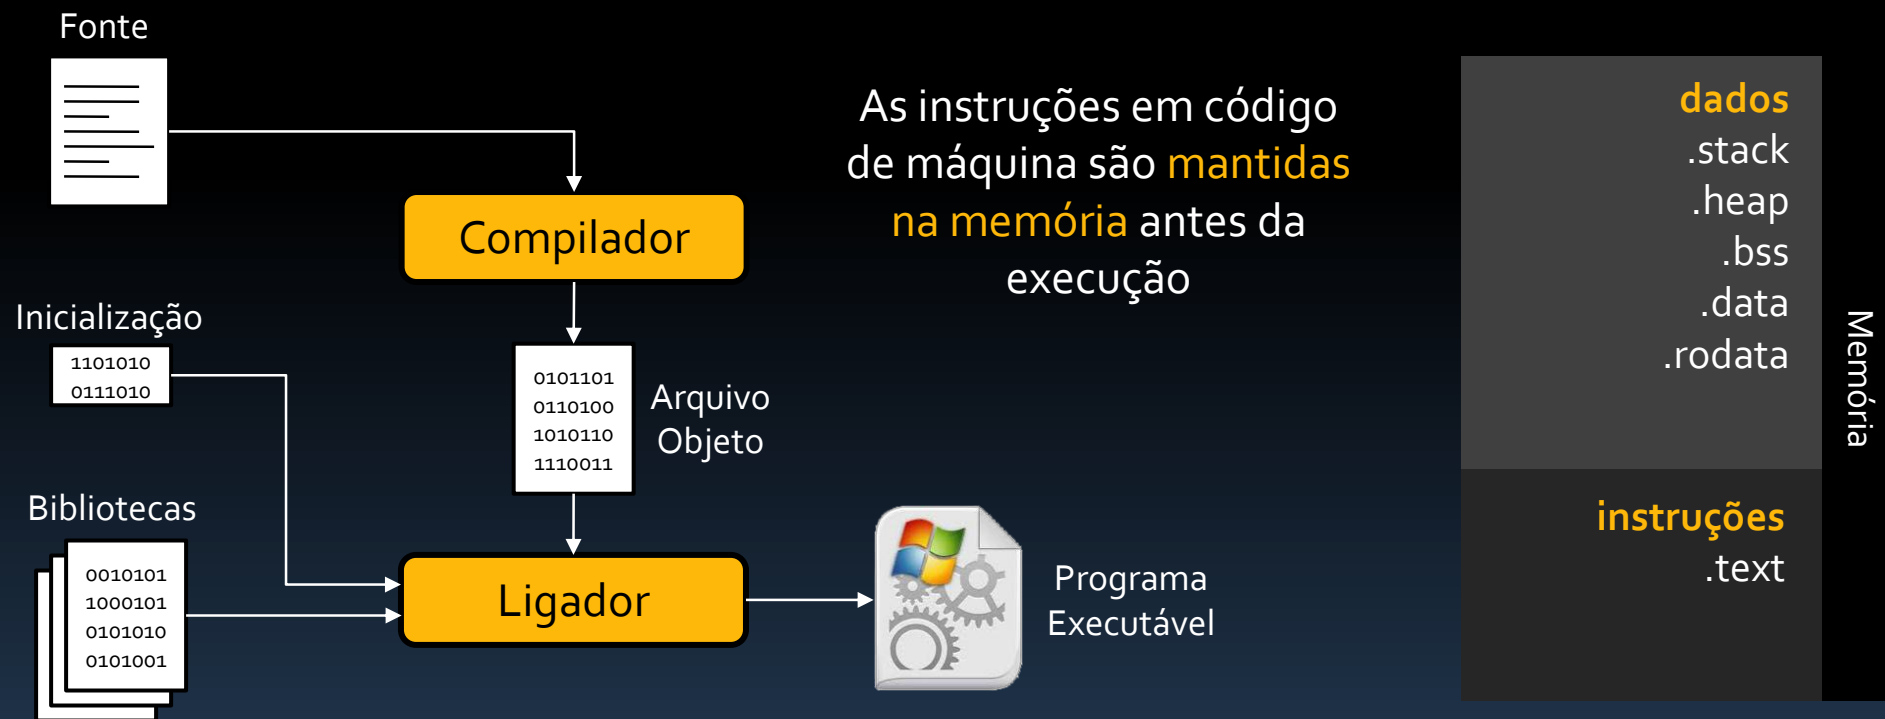 Fonte
Compilador
Inicialização
1101010
0111010
0101101
0110100
1010110
1110011
Arquivo
Objeto
Bibliotecas
0010101
1000101
0101010
0101001
Ligador
Programa
Executável
As instruções em código
de máquina são mantidas
na memória antes da
execução
dados
.stack
.heap
.bss
.data
.rodata
instruções
.text
Memória